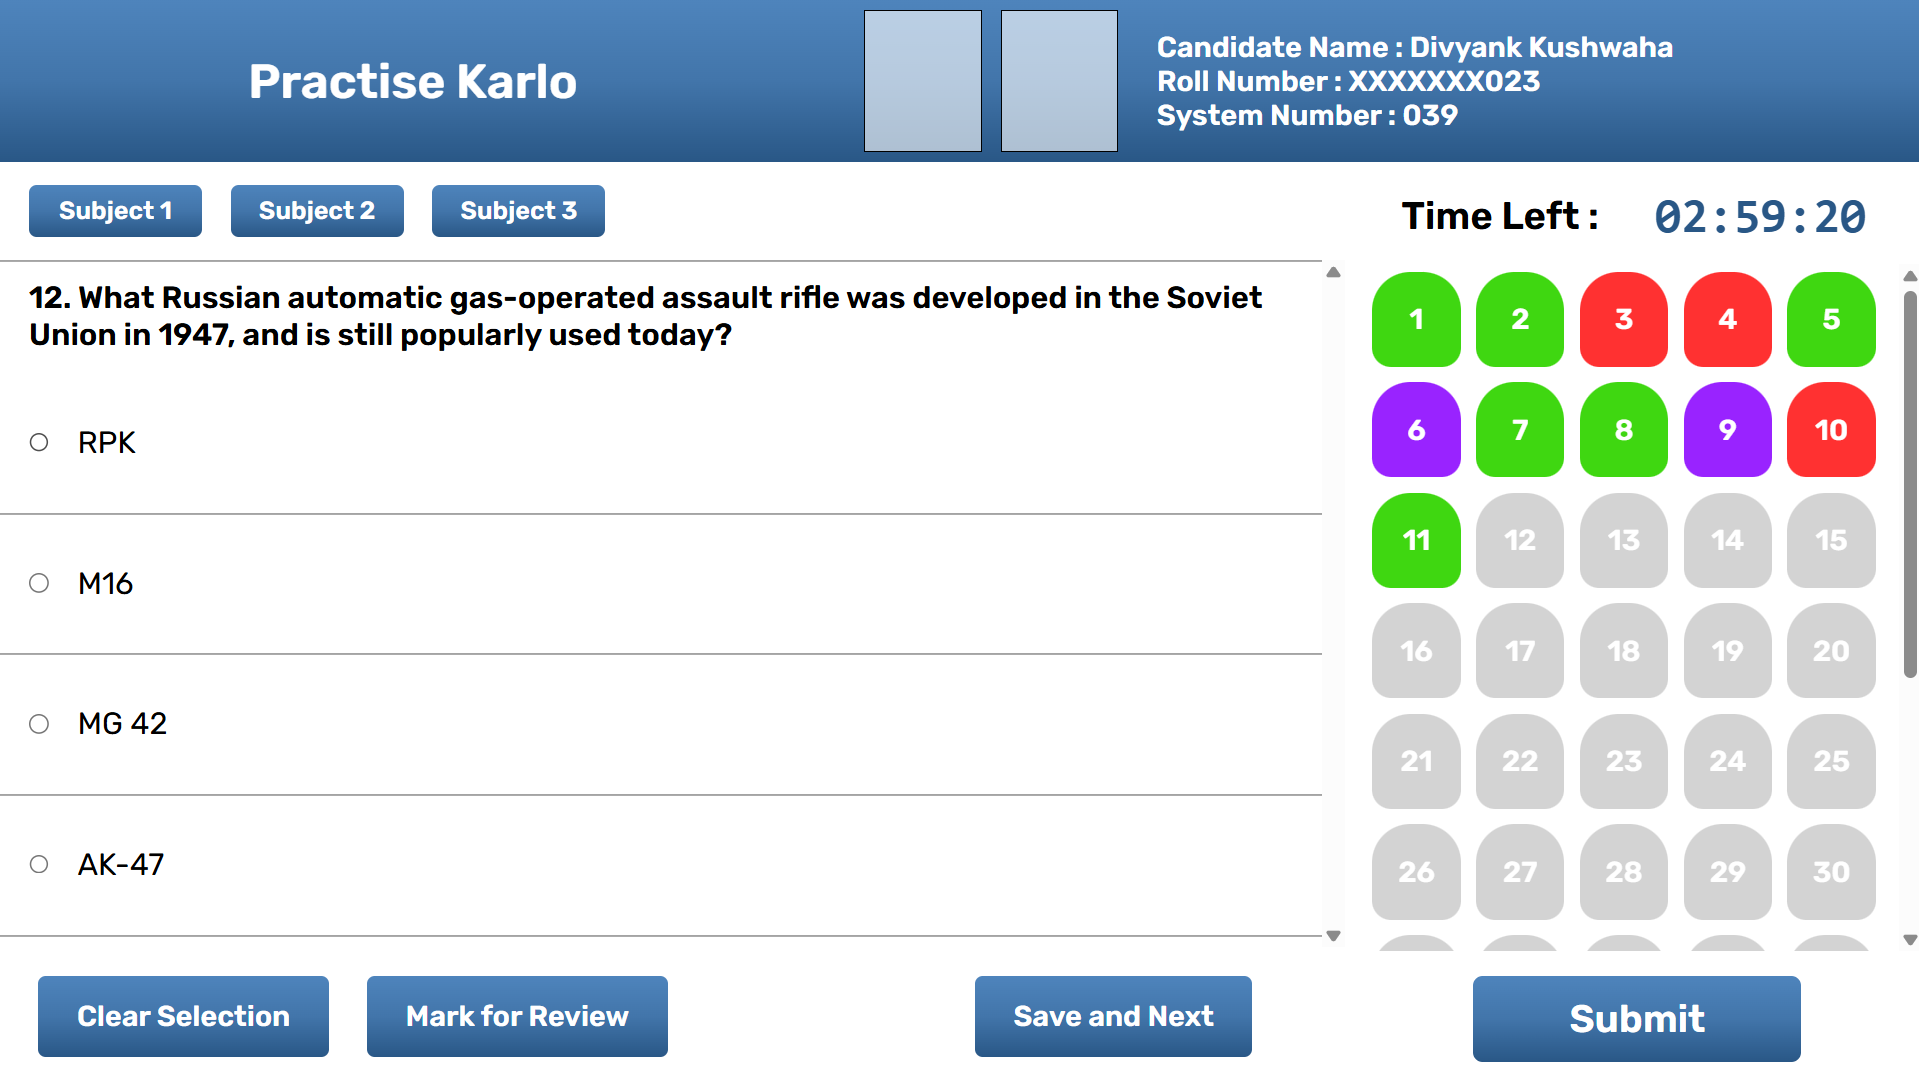 Practise Karlo
Candidate Name : Divyank Kushwaha
Roll Number : XXXXXXX023
System Number : 039
Subject 1
Subject 2
Subject 3
Time Left :
02:59:20
12. What Russian automatic gas-operated assault rifle was developed in the Soviet
Union in 1947, and is still popularly used today?
RPK
M16
MG 42
AK-47
1 2 3 4 5
6 7 8 9 10
11 12 13 14 15
16 17 18 19 20
21 22 23 24 25
26 27 28 29 30
Clear Selection
Mark for Review
Save and Next
Submit